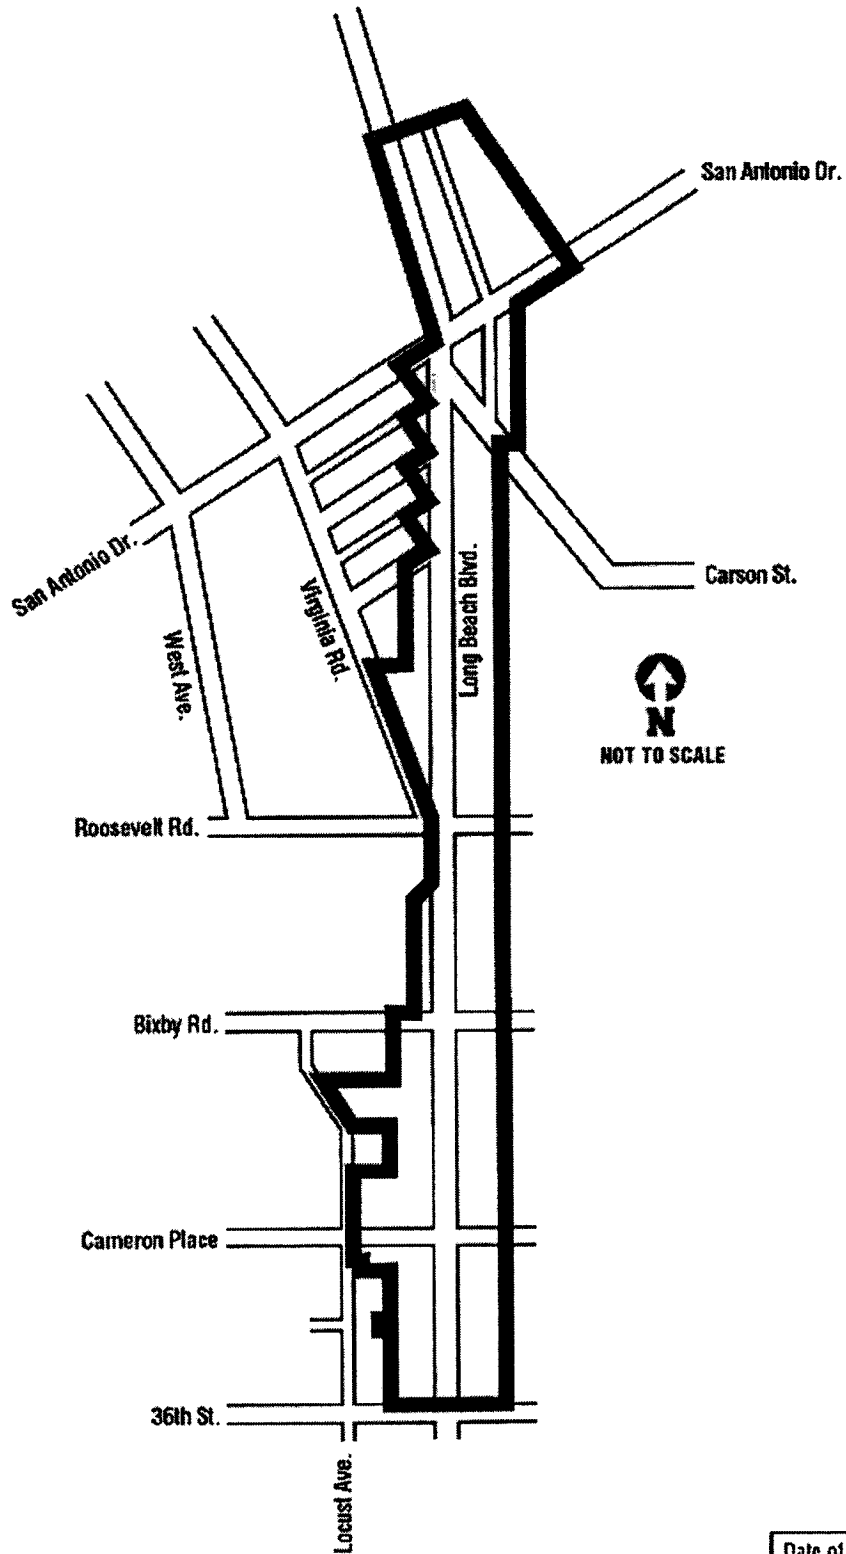 San Antonio Dr.
San Antonio Dr.
West Ave.
Virginia Rd.
Long Beach Blvd.
Carson St.
N
NOT TO SCALE
Roosevelt Rd.
Bixby Rd.
Cameron Place
36th St.
Locust Ave.
Date of